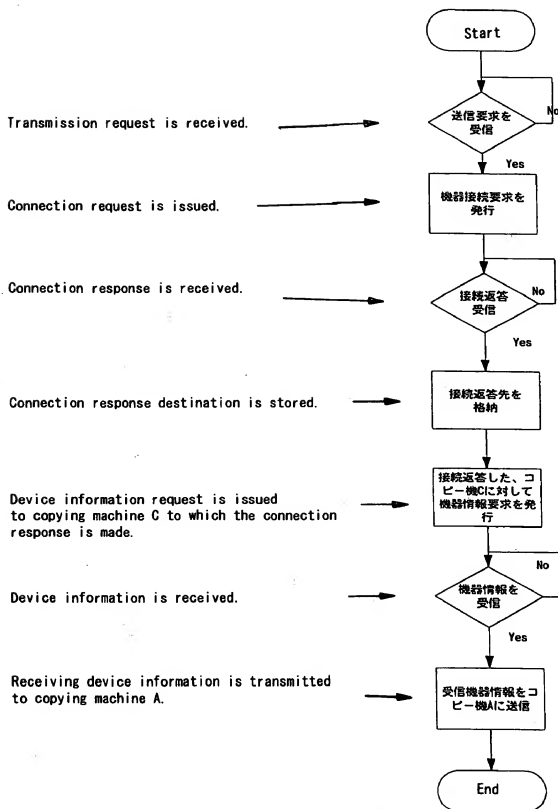 Start
Transmission request is received.
送信要求を
受信
No
Yes
Connection request is issued.
機器接続要求を
発行
Connection response is received.
接続返答
受信
No
Yes
Connection response destination is stored.
接続返答先を
格納
Device information request is issued
to copying machine C to which the connection
response is made.
接続返答した、コ
ピー機Cに対して
機器情報要求を発
行
No
Device information is received.
機器情報を
受信
Yes
Receiving device information is transmitted
to copying machine A.
受信機器情報をコ
ピー機Aに送信
End